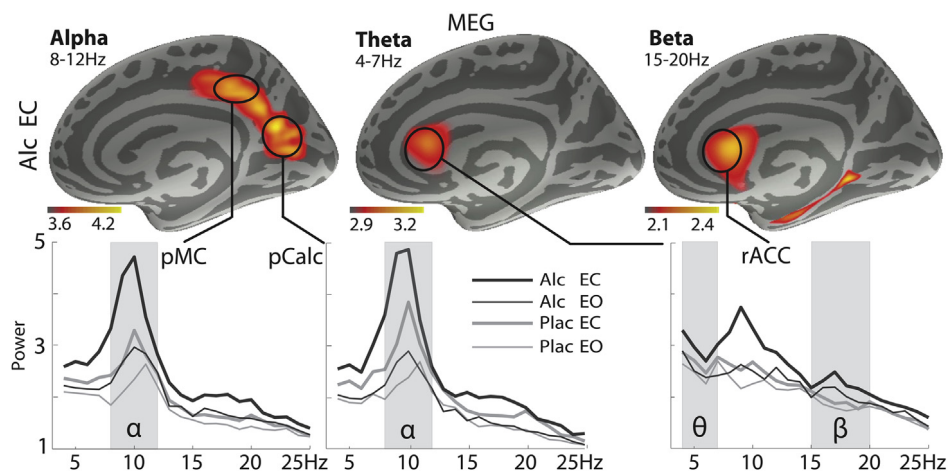 MEG
Alpha
8-12Hz
Theta
4-7Hz
Beta
15-20Hz
Alc EC
3.6 4.2
2.9 3.2
2.1 2.4
pMC
pCalc
rACC
Power
5
3
1
Alc EC
Alc EO
Plac EC
Plac EO
α
α
θ
β
5 10 15 20 25Hz
5 10 15 20 25Hz
5 10 15 20 25Hz